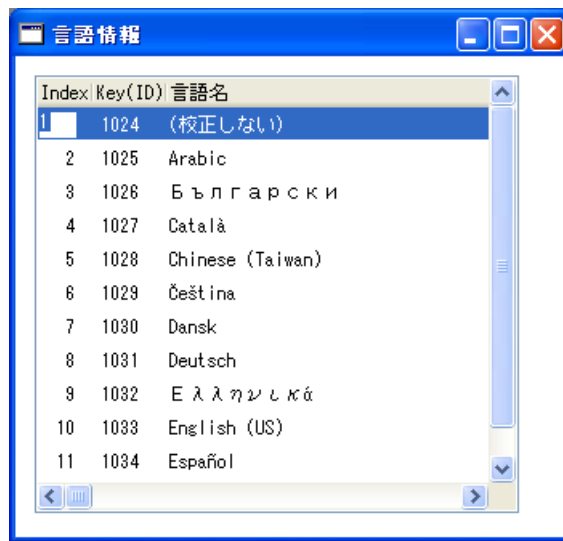 言語情報
Index Key(ID) 言語名
1 1024 (校正しない)
2 1025 Arabic
3 1026 Български
4 1027 Català
5 1028 Chinese (Taiwan)
6 1029 Čeština
7 1030 Dansk
8 1031 Deutsch
9 1032 Ελληνικά
10 1033 English (US)
11 1034 Español